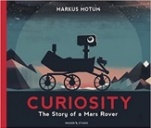 MARKUS MOTUM
CURIOSITY
The Story of a Mars Rover